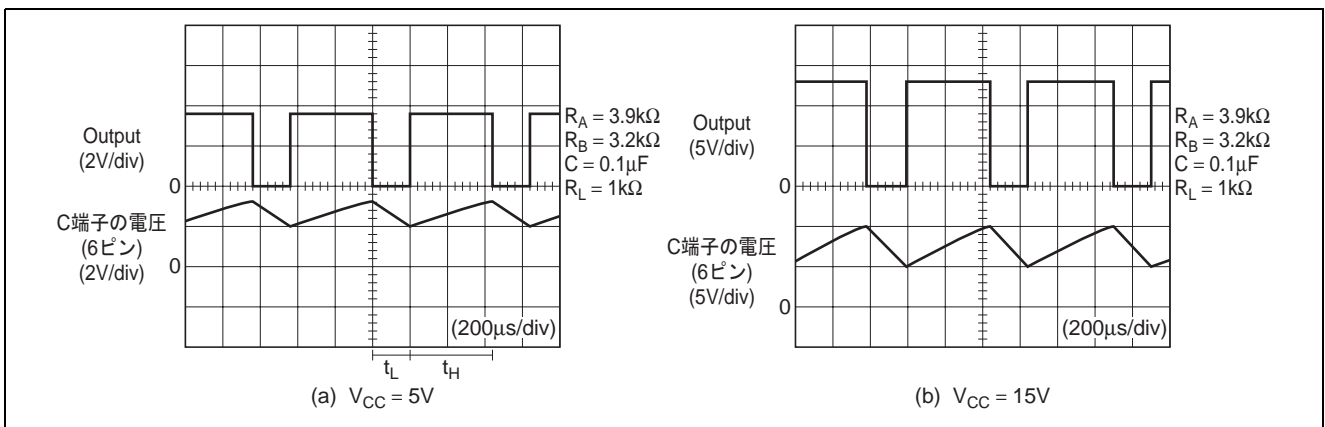 Output
(2V/div)
0
C端子の電圧
(6ピン)
(2V/div)
0
R_A = 3.9kΩ
R_B = 3.2kΩ
C = 0.1μF
R_L = 1kΩ
(200μs/div)
t_L
t_H
(a) V_CC = 5V
Output
(5V/div)
0
C端子の電圧
(6ピン)
(5V/div)
0
R_A = 3.9kΩ
R_B = 3.2kΩ
C = 0.1μF
R_L = 1kΩ
(200μs/div)
(b) V_CC = 15V